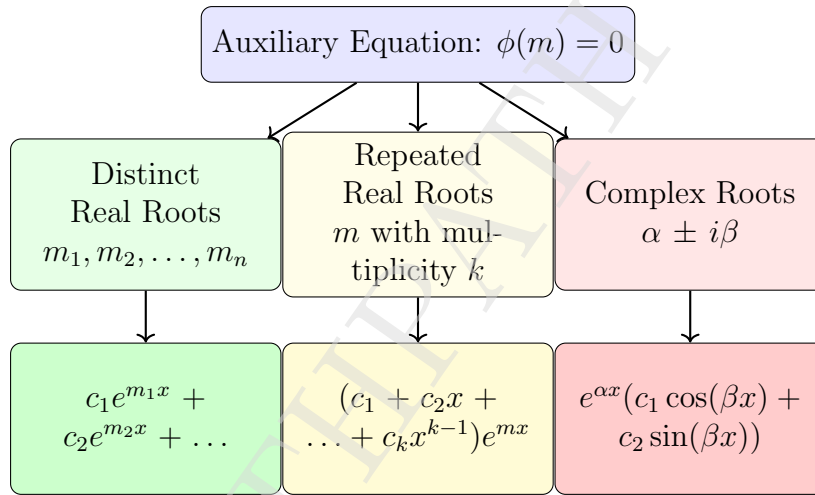 Auxiliary Equation: ϕ(m) = 0
Distinct
Real Roots
m₁, m₂, . . . , mₙ
Repeated
Real Roots
m with mul-
tiplicity k
Complex Roots
α ± iβ
c₁e^{m₁x} +
c₂e^{m₂x} + . . .
(c₁ + c₂x +
. . . + cₖx^{k−1})e^{mx}
e^{αx}(c₁ cos(βx) +
c₂ sin(βx))
THPATH